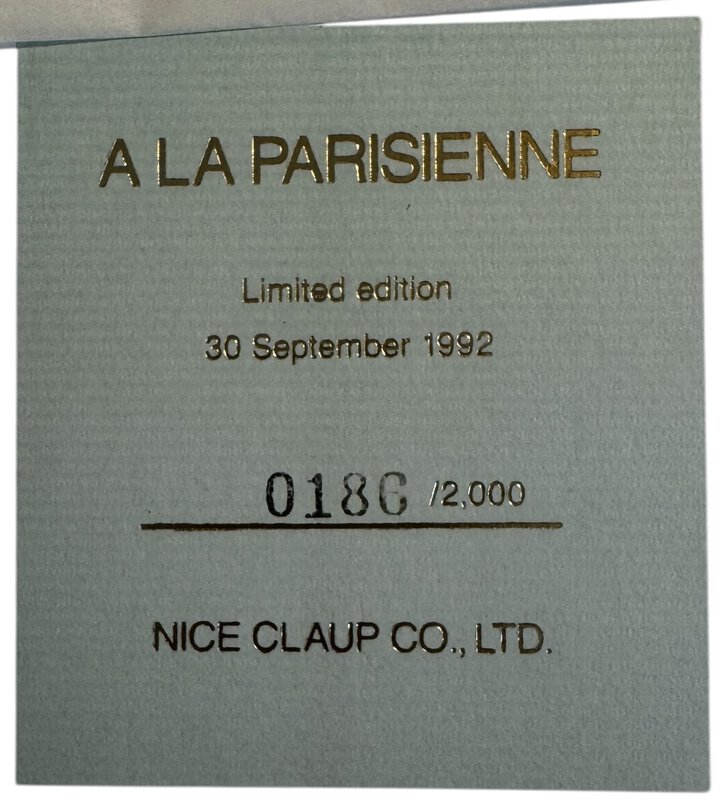 A LA PARISIENNE
Limited edition
30 September 1992
0186 /2,000
NICE CLAUP CO., LTD.